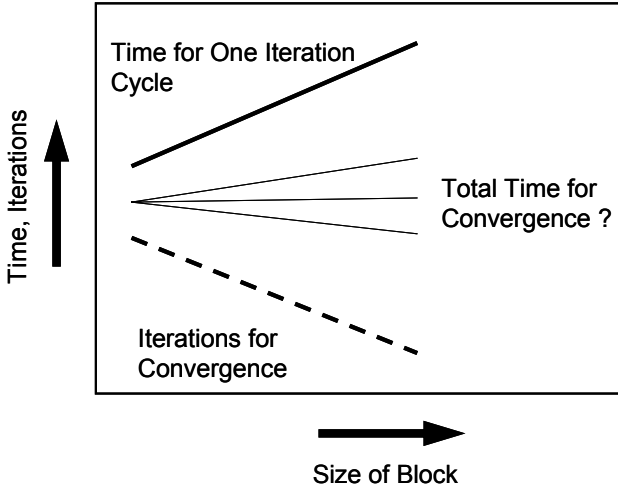 Time for One Iteration
Cycle
Time, Iterations
Total Time for
Convergence ?
Iterations for
Convergence
Size of Block